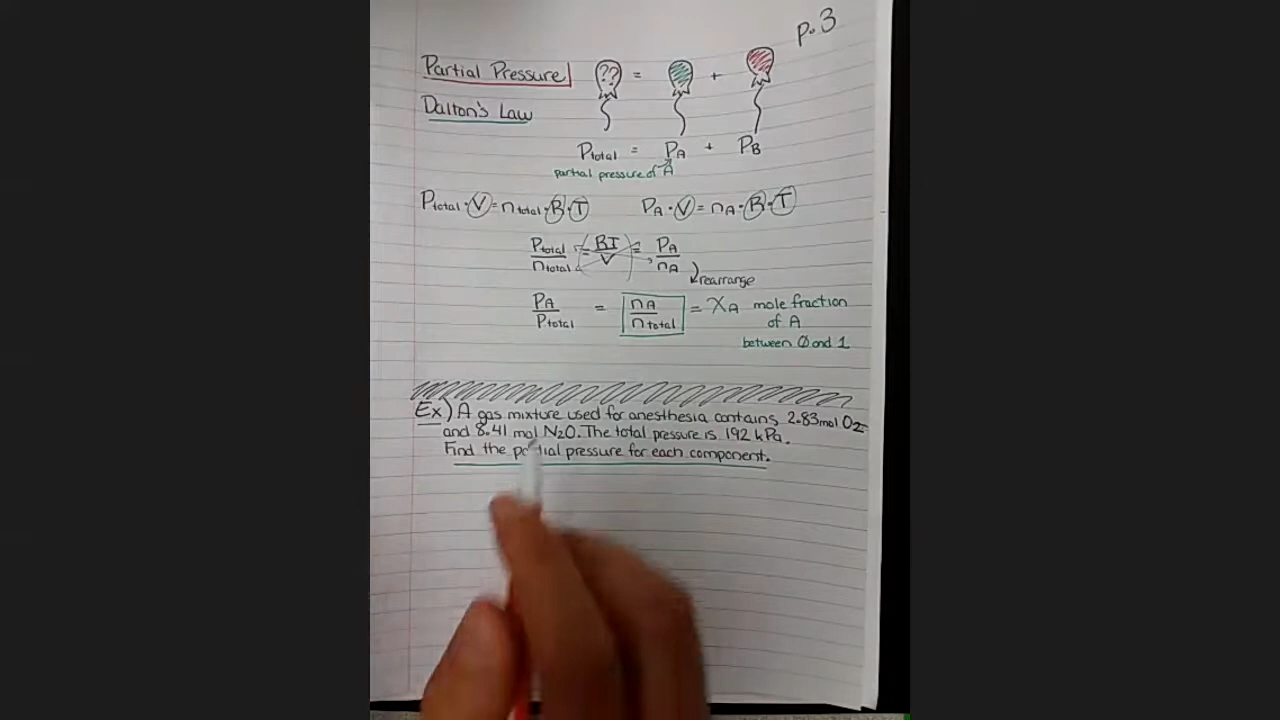 p.3
Partial Pressure ?? = +
Dalton's Law
Ptotal = PA + PB
partial pressure of A
Ptotal · V = ntotal · R · T PA · V = nA · R · T
Ptotal/ntotal = (RT/V) = PA/nA
rearrange
PA/Ptotal = nA/ntotal = XA mole fraction
of A
between 0 and 1
Ex) A gas mixture used for anesthesia contains 2.83mol O2
and 8.41 mol N2O. The total pressure is 192 kPa.
Find the partial pressure for each component.